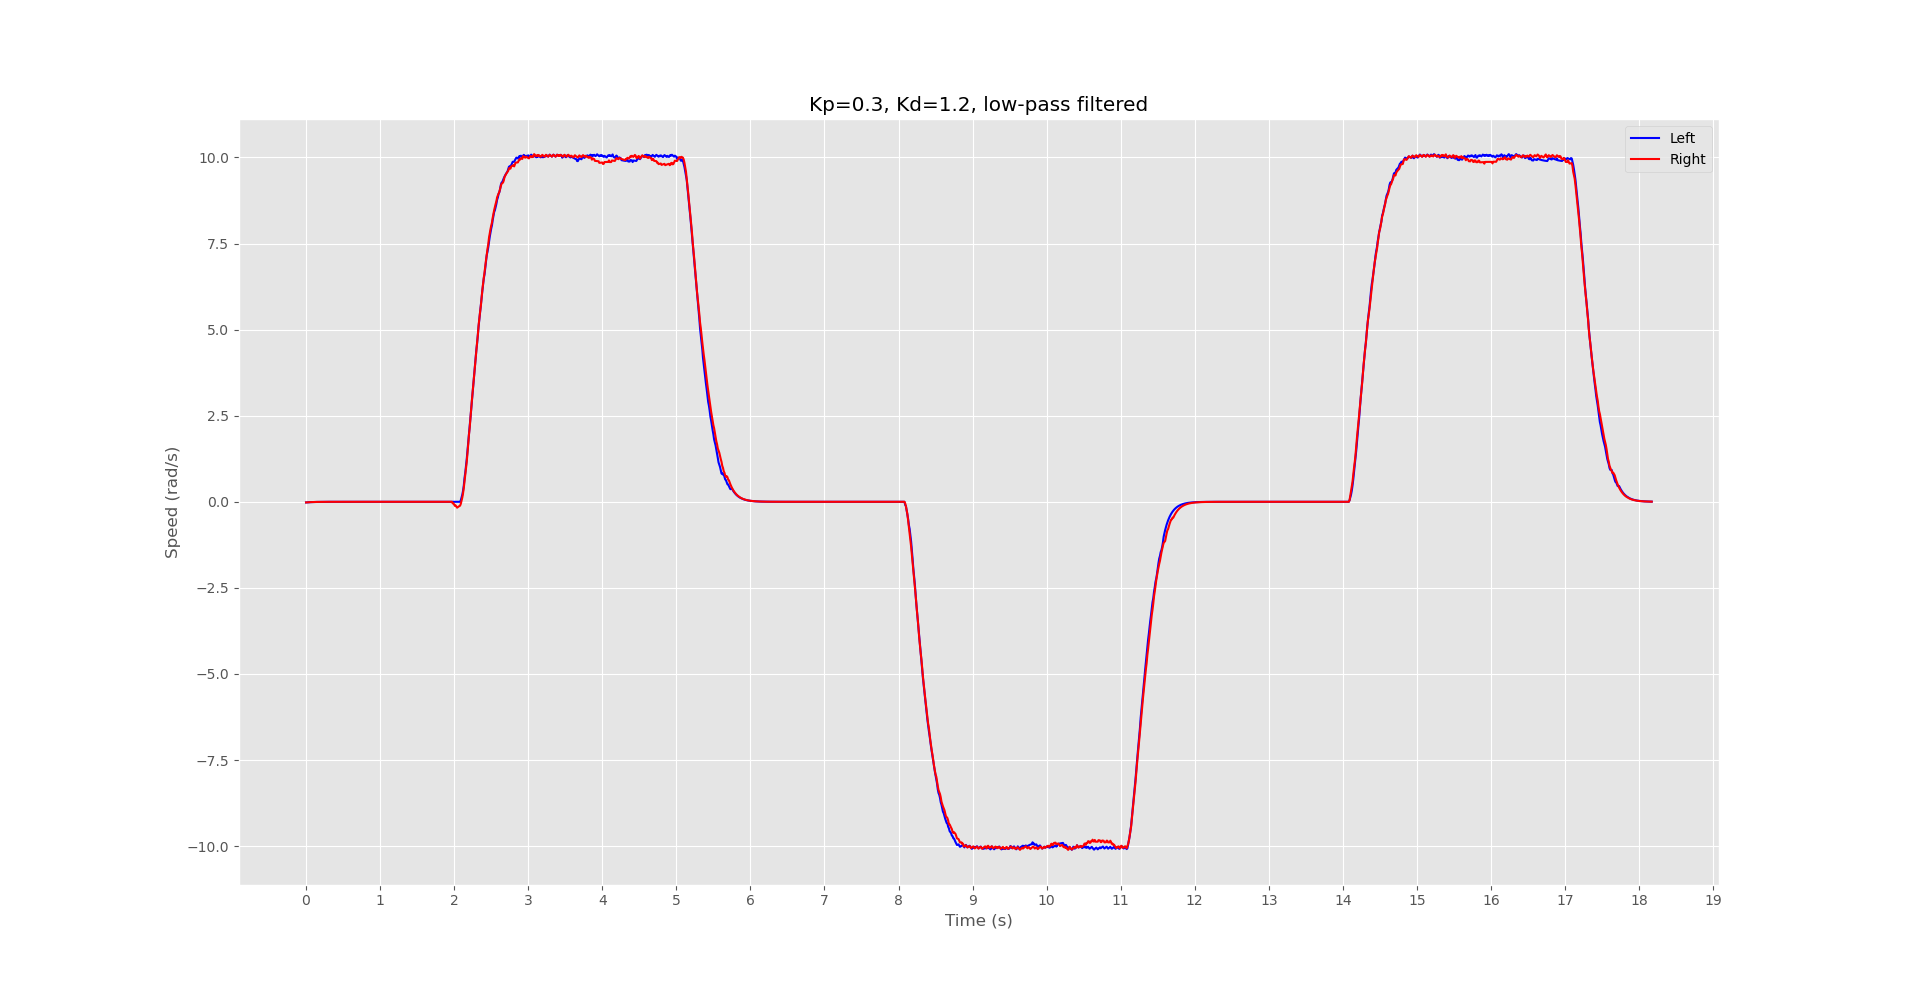 Kp=0.3, Kd=1.2, low-pass filtered
Left
Right
10.0
7.5
5.0
2.5
0.0
−2.5
−5.0
−7.5
−10.0
Speed (rad/s)
0 1 2 3 4 5 6 7 8 9 10 11 12 13 14 15 16 17 18 19
Time (s)